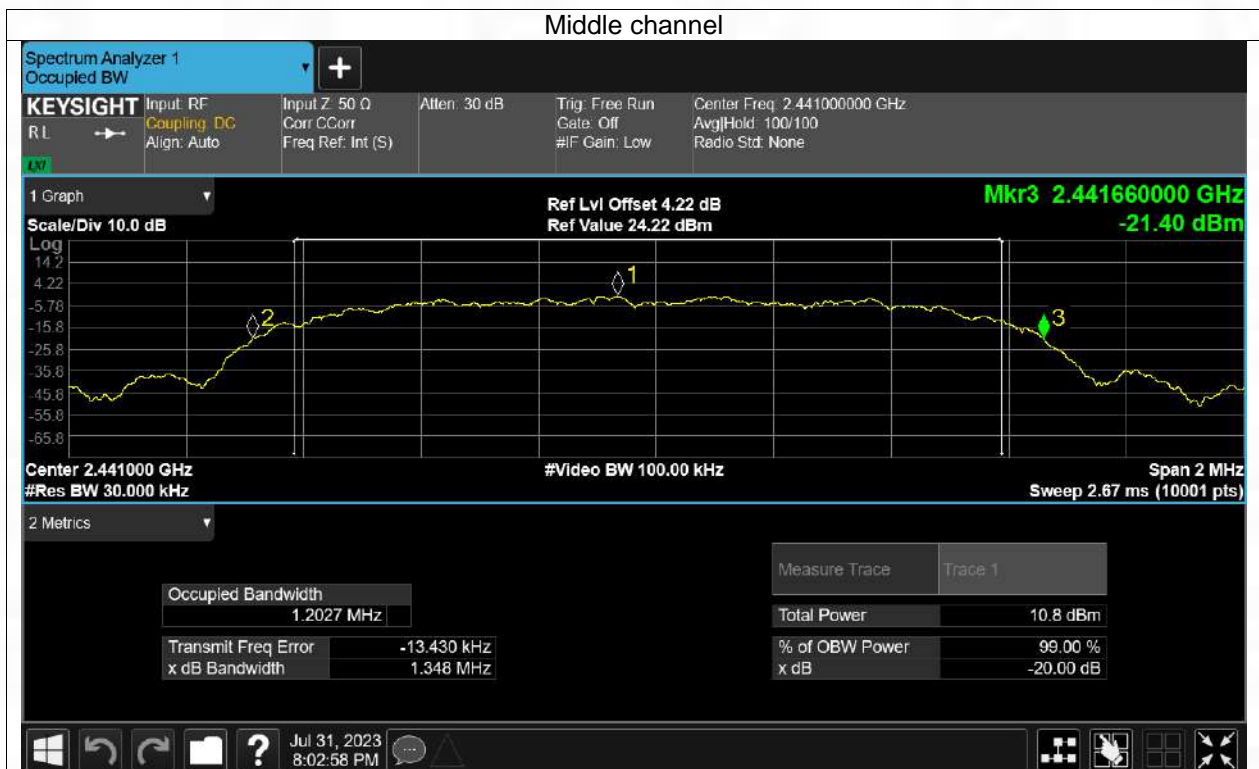 Middle channel
Spectrum Analyzer 1
Occupied BW
KEYSIGHT Input: RF Input Z: 50 Ω Atten: 30 dB Trig: Free Run Center Freq: 2.441000000 GHz
R L Coupling: DC Corr CCorr Gate: Off Avg|Hold: 100/100
Align: Auto Freq Ref: Int (S) #IF Gain: Low Radio Std: None
LXI
1 Graph Ref Lvl Offset 4.22 dB Mkr3 2.441660000 GHz
Scale/Div 10.0 dB Ref Value 24.22 dBm -21.40 dBm
Log
14.2
4.22 1
-5.78
-15.8 2 3
-25.8
-35.8
-45.8
-55.8
-65.8
Center 2.441000 GHz #Video BW 100.00 kHz Span 2 MHz
#Res BW 30.000 kHz Sweep 2.67 ms (10001 pts)
2 Metrics
Measure Trace Trace 1
Occupied Bandwidth
1.2027 MHz Total Power 10.8 dBm
Transmit Freq Error -13.430 kHz % of OBW Power 99.00 %
x dB Bandwidth 1.348 MHz x dB -20.00 dB
? Jul 31, 2023
8:02:58 PM